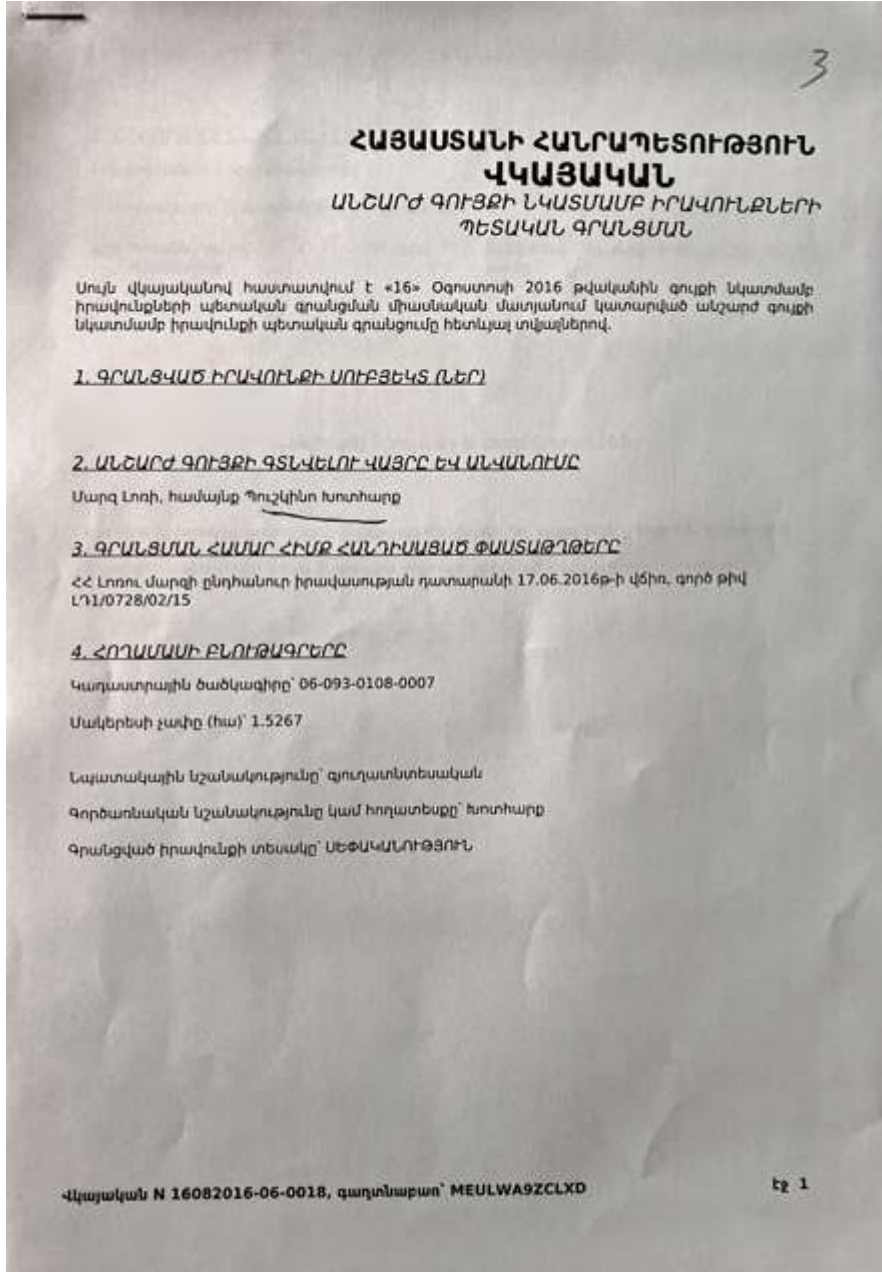 3
ՀԱՅԱՍՏԱՆԻ ՀԱՆՐԱՊԵՏՈՒԹՅՈՒՆ
ՎԿԱՅԱԿԱՆ
ԱՆՇԱՐԺ ԳՈՒՅՔԻ ՆԿԱՏՄԱՄԲ ԻՐԱՎՈՒՆՔՆԵՐԻ
ՊԵՏԱԿԱՆ ԳՐԱՆՑՄԱՆ
Սույն վկայականով հաստատվում է «16» Օգոստոսի 2016 թվականին գույքի նկատմամբ
իրավունքների պետական գրանցման միասնական մատյանում կատարված անշարժ գույքի
նկատմամբ իրավունքի պետական գրանցումը հետևյալ տվյալներով.
1. ԳՐԱՆՑՎԱԾ ԻՐԱՎՈՒՆՔԻ ՍՈՒԲՅԵԿՏ (ՆԵՐ)
2. ԱՆՇԱՐԺ ԳՈՒՅՔԻ ԳՏՆՎԵԼՈՒ ՎԱՅՐԸ ԵՎ ԱՆՎԱՆՈՒՄԸ
Մարզ Լոռի, համայնք Պուշկինո խոտհարք
3. ԳՐԱՆՑՄԱՆ ՀԱՄԱՐ ՀԻՄՔ ՀԱՆԴԻՍԱՑԱԾ ՓԱՍՏԱԹՂԹԵՐԸ
ՀՀ Լոռու մարզի ընդհանուր իրավասության դատարանի 17.06.2016թ-ի վճիռ, գործ թիվ
ԼԴ1/0728/02/15
4. ՀՈՂԱՄԱՍԻ ԲՆՈՒԹԱԳՐԵՐԸ
Կադաստրային ծածկագիրը՝ 06-093-0108-0007
Մակերեսի չափը (հա)՝ 1.5267
Նպատակային նշանակությունը՝ գյուղատնտեսական
Գործառնական նշանակությունը կամ հողատեսքը՝ խոտհարք
Գրանցված իրավունքի տեսակը՝ ՍԵՓԱԿԱՆՈՒԹՅՈՒՆ
Վկայական N 16082016-06-0018, գաղտնաբառ՝ MEULWA9ZCLXD
էջ 1